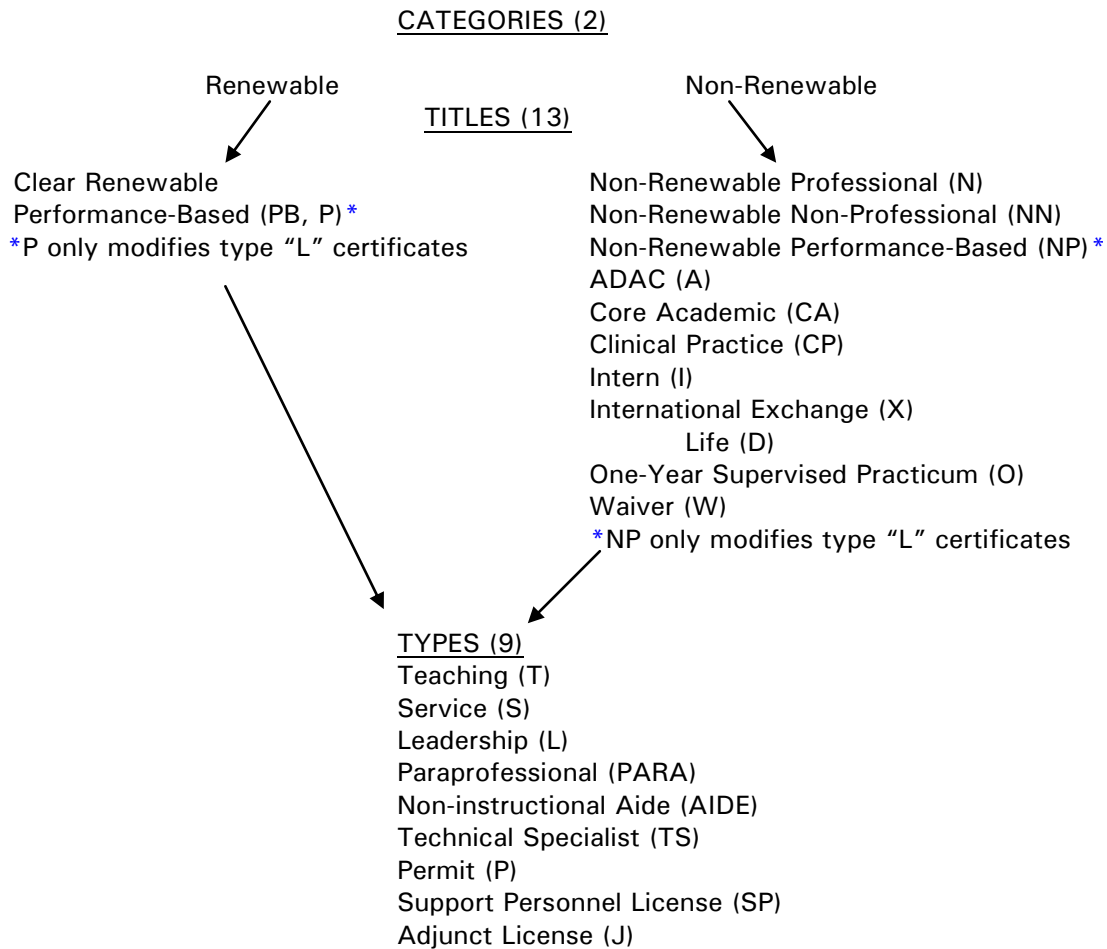 CATEGORIES (2)
Renewable
Non-Renewable
TITLES (13)
Clear Renewable
Performance-Based (PB, P)*
*P only modifies type “L” certificates
Non-Renewable Professional (N)
Non-Renewable Non-Professional (NN)
Non-Renewable Performance-Based (NP)*
ADAC (A)
Core Academic (CA)
Clinical Practice (CP)
Intern (I)
International Exchange (X)
Life (D)
One-Year Supervised Practicum (O)
Waiver (W)
*NP only modifies type “L” certificates
TYPES (9)
Teaching (T)
Service (S)
Leadership (L)
Paraprofessional (PARA)
Non-instructional Aide (AIDE)
Technical Specialist (TS)
Permit (P)
Support Personnel License (SP)
Adjunct License (J)